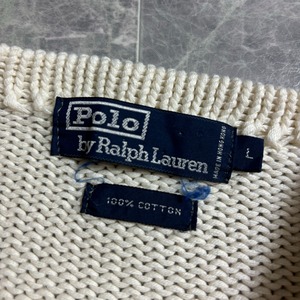 Polo
by Ralph Lauren
MADE IN HONG KONG
L
100% COTTON